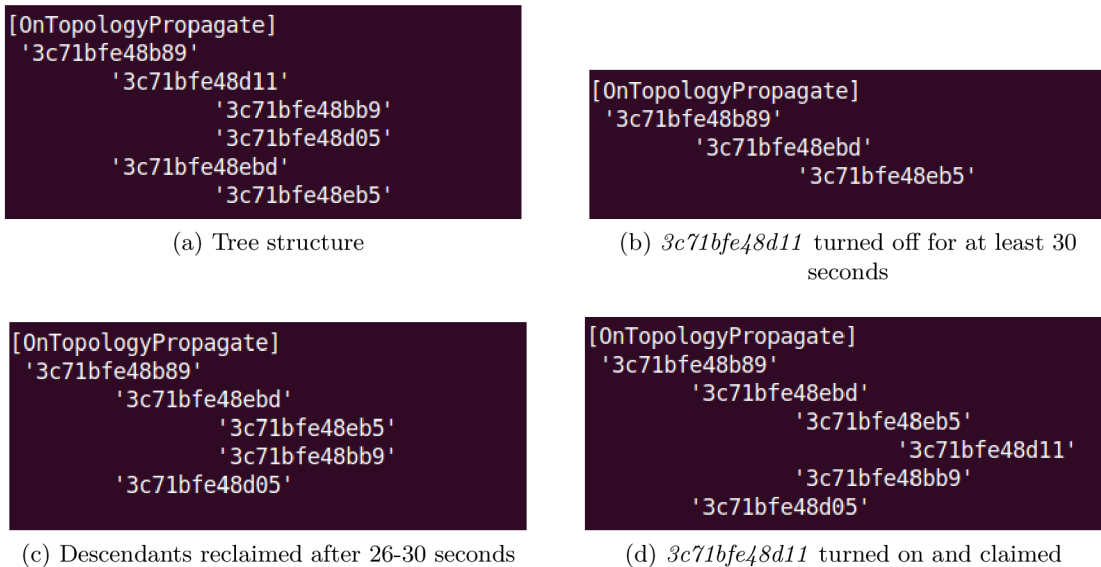 [OnTopologyPropagate]
'3c71bfe48b89'
'3c71bfe48d11'
'3c71bfe48bb9'
'3c71bfe48d05'
'3c71bfe48ebd'
'3c71bfe48eb5'
(a) Tree structure
[OnTopologyPropagate]
'3c71bfe48b89'
'3c71bfe48ebd'
'3c71bfe48eb5'
(b) 3c71bfe48d11 turned off for at least 30
seconds
[OnTopologyPropagate]
'3c71bfe48b89'
'3c71bfe48ebd'
'3c71bfe48eb5'
'3c71bfe48bb9'
'3c71bfe48d05'
(c) Descendants reclaimed after 26-30 seconds
[OnTopologyPropagate]
'3c71bfe48b89'
'3c71bfe48ebd'
'3c71bfe48eb5'
'3c71bfe48d11'
'3c71bfe48bb9'
'3c71bfe48d05'
(d) 3c71bfe48d11 turned on and claimed